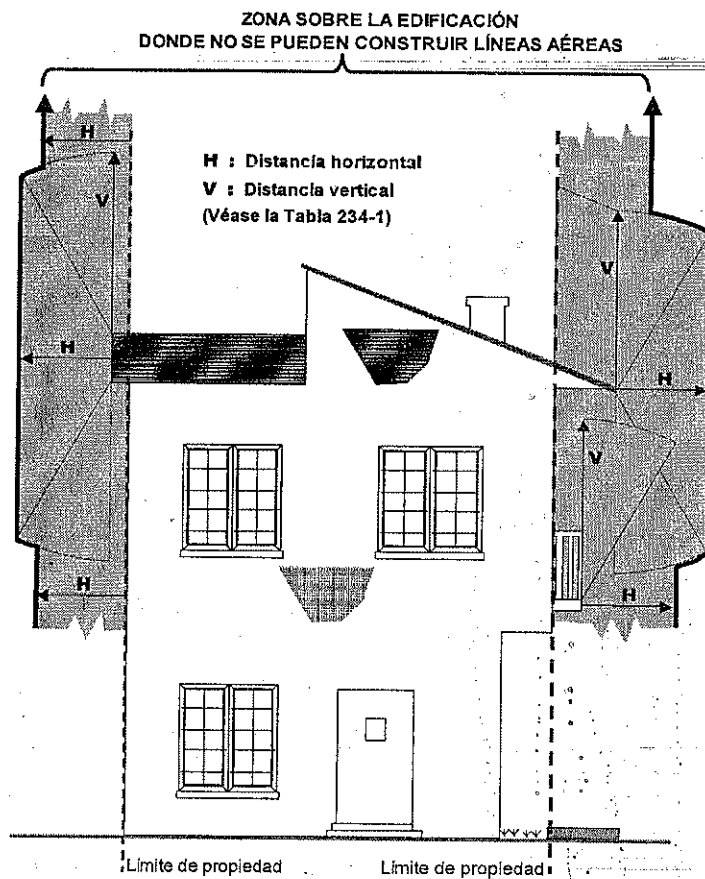 ZONA SOBRE LA EDIFICACIÓN
DONDE NO SE PUEDEN CONSTRUIR LÍNEAS AÉREAS
H : Distancia horizontal
V : Distancia vertical
(Véase la Tabla 234-1)
H
V
V
H
H
V
H
H
Límite de propiedad
Límite de propiedad